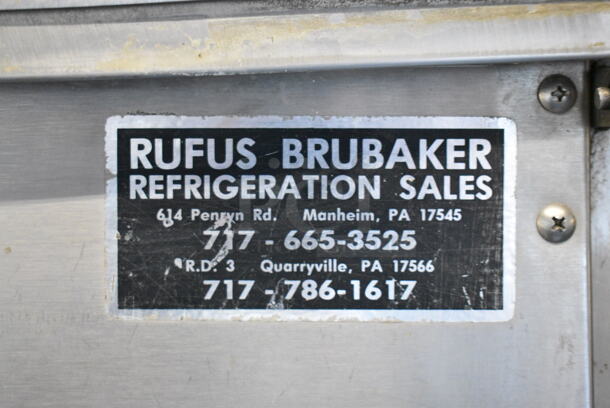 RUFUS BRUBAKER
REFRIGERATION SALES
614 Penryn Rd. Manheim, PA 17545
717 - 665-3525
R.D. 3 Quarryville, PA 17566
717 - 786-1617